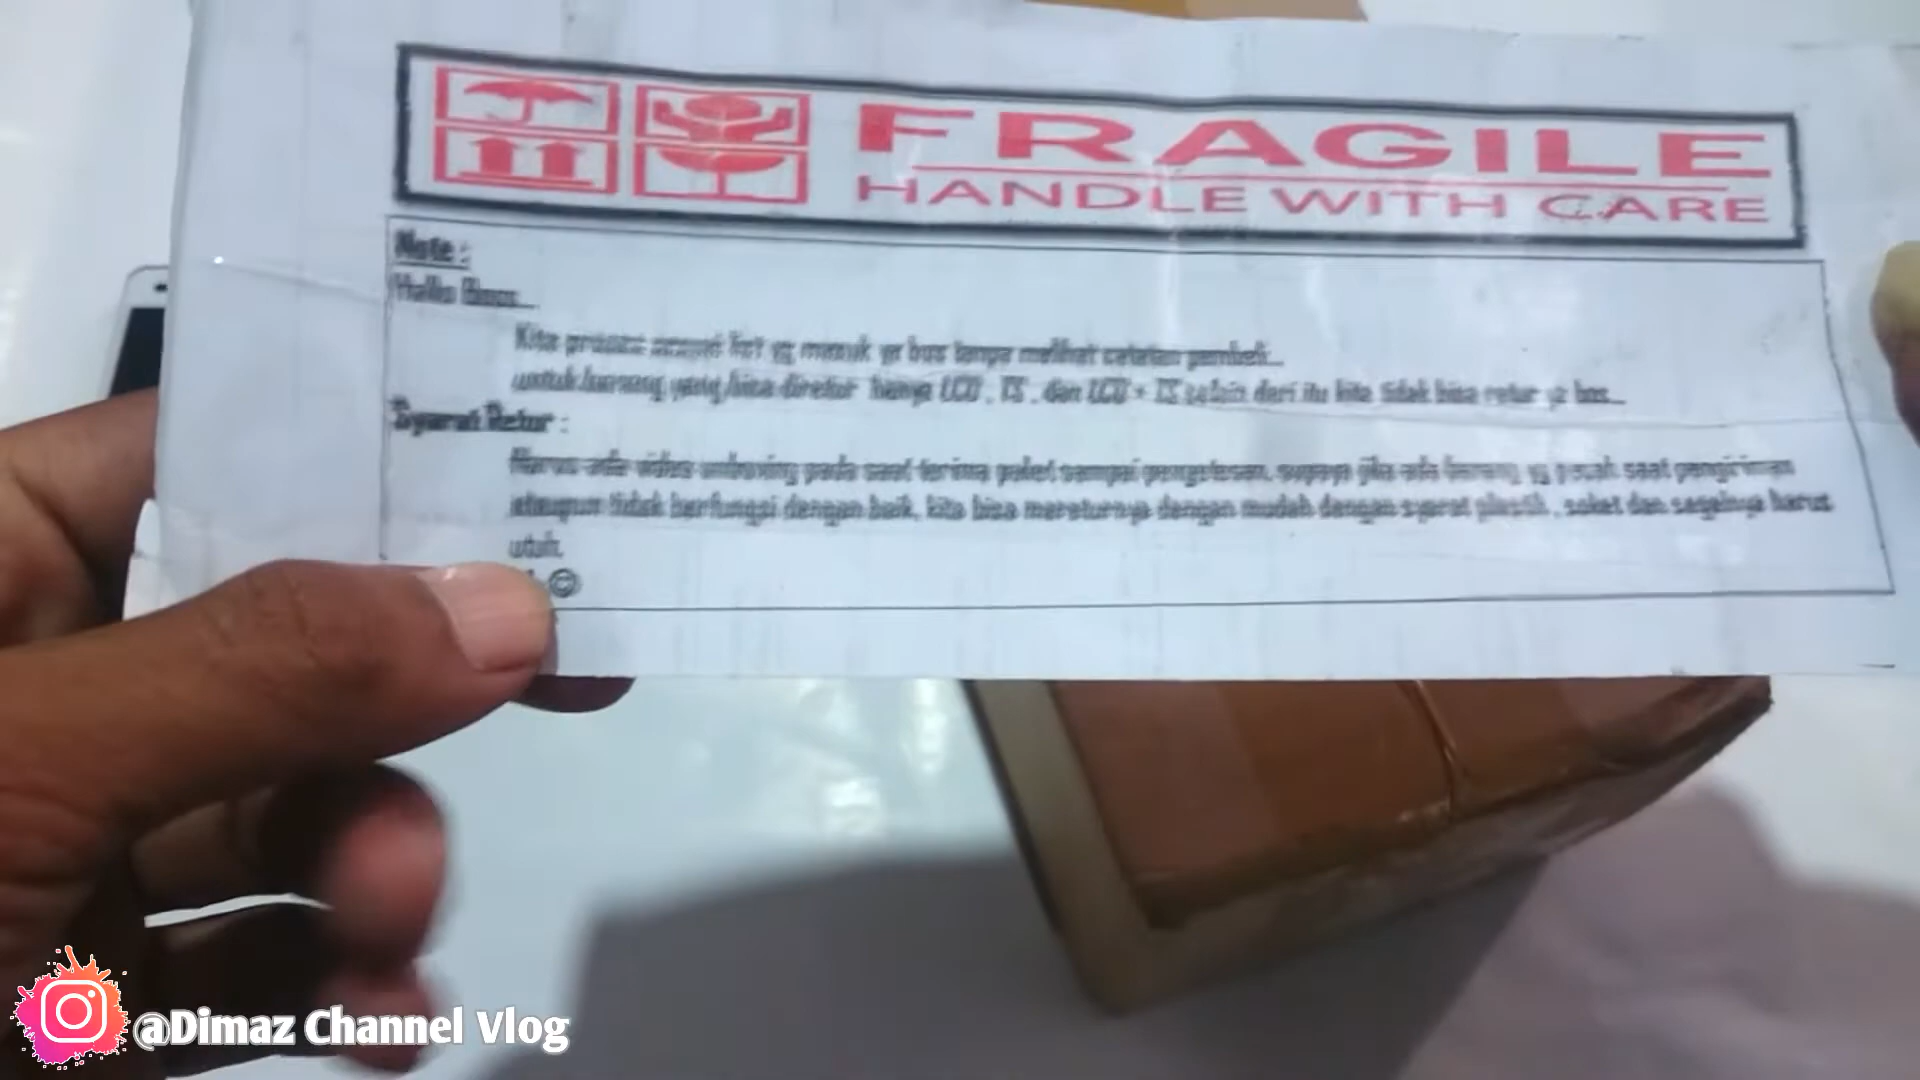 FRAGILE
HANDLE WITH CARE
Note :
Hallo Boss...
Kita proses sesuai list yg masuk ya bos tanpa melihat catatan pembeli...
untuk barang yang bisa diretur hanya LCD , TS , dan LCD + TS selain dari itu kita tidak bisa retur ya bos...
Syarat Retur :
Harus ada video unboxing pada saat terima paket sampai pengetesan, supaya jika ada barang yg pecah saat pengiriman
ataupun tidak berfungsi dengan baik, kita bisa mereturnya dengan mudah dengan syarat plastik , soket dan segelnya harus
utuh.
©
@Dimaz Channel Vlog